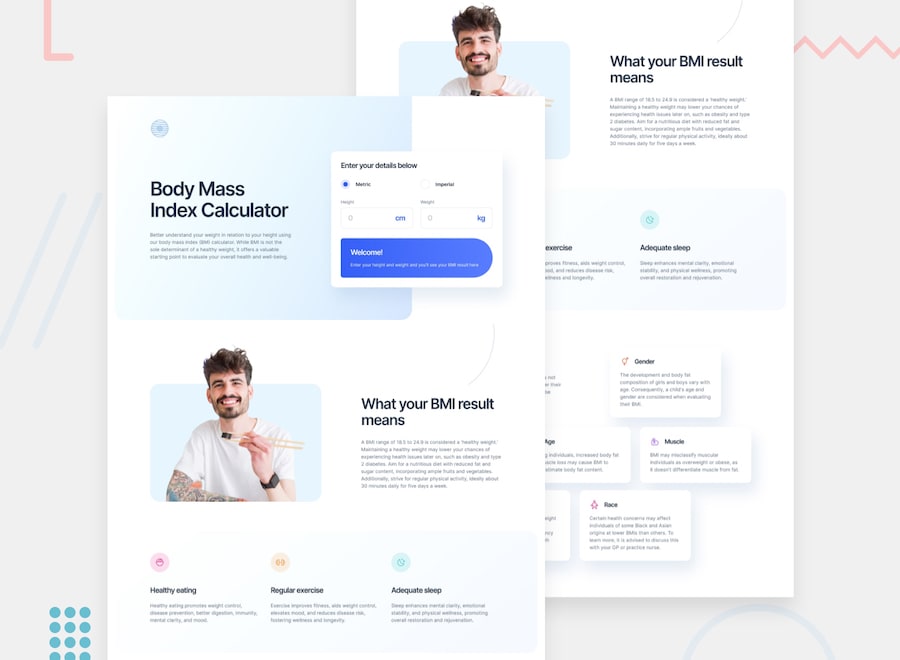 Body Mass
Index Calculator
Better understand your weight in relation to your height using
our body mass index (BMI) calculator. While BMI is not the
sole determinant of a healthy weight, it offers a valuable
starting point to evaluate your overall health and well-being.
Enter your details below
Metric
Imperial
Height
Weight
0 cm
0 kg
Welcome!
Enter your height and weight and you'll see your BMI result here
What your BMI result
means
A BMI range of 18.5 to 24.9 is considered a 'healthy weight.'
Maintaining a healthy weight may lower your chances of
experiencing health issues later on, such as obesity and type
2 diabetes. Aim for a nutritious diet with reduced fat and
sugar content, incorporating ample fruits and vegetables.
Additionally, strive for regular physical activity, ideally about
30 minutes daily for five days a week.
Healthy eating
Healthy eating promotes weight control,
disease prevention, better digestion, immunity,
mental clarity, and mood.
Regular exercise
Exercise improves fitness, aids weight control,
elevates mood, and reduces disease risk,
fostering wellness and longevity.
Adequate sleep
Sleep enhances mental clarity, emotional
stability, and physical wellness, promoting
overall restoration and rejuvenation.
What your BMI result
means
A BMI range of 18.5 to 24.9 is considered a 'healthy weight.'
Maintaining a healthy weight may lower your chances of
experiencing health issues later on, such as obesity and type
2 diabetes. Aim for a nutritious diet with reduced fat and
sugar content, incorporating ample fruits and vegetables.
Additionally, strive for regular physical activity, ideally about
30 minutes daily for five days a week.
exercise
proves fitness, aids weight control,
ood, and reduces disease risk,
wellness and longevity.
Adequate sleep
Sleep enhances mental clarity, emotional
stability, and physical wellness, promoting
overall restoration and rejuvenation.
not
er their
be
Gender
The development and body fat
composition of girls and boys vary with
age. Consequently, a child's age and
gender are considered when evaluating
their BMI.
Age
g individuals, increased body fat
uscle loss may cause BMI to
stimate body fat content.
Muscle
BMI may misclassify muscular
individuals as overweight or obese, as
it doesn't differentiate muscle from fat.
eight
ncy
th
Race
Certain health concerns may affect
individuals of some Black and Asian
origins at lower BMIs than others. To
learn more, it is advised to discuss this
with your GP or practice nurse.